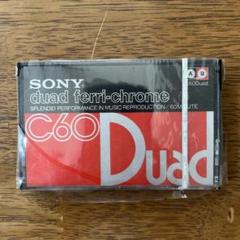 SONY
duad ferri-chrome
SPLENDID PERFORMANCE IN MUSIC REPRODUCTION / 60 MINUTE
A B
C60
Duad